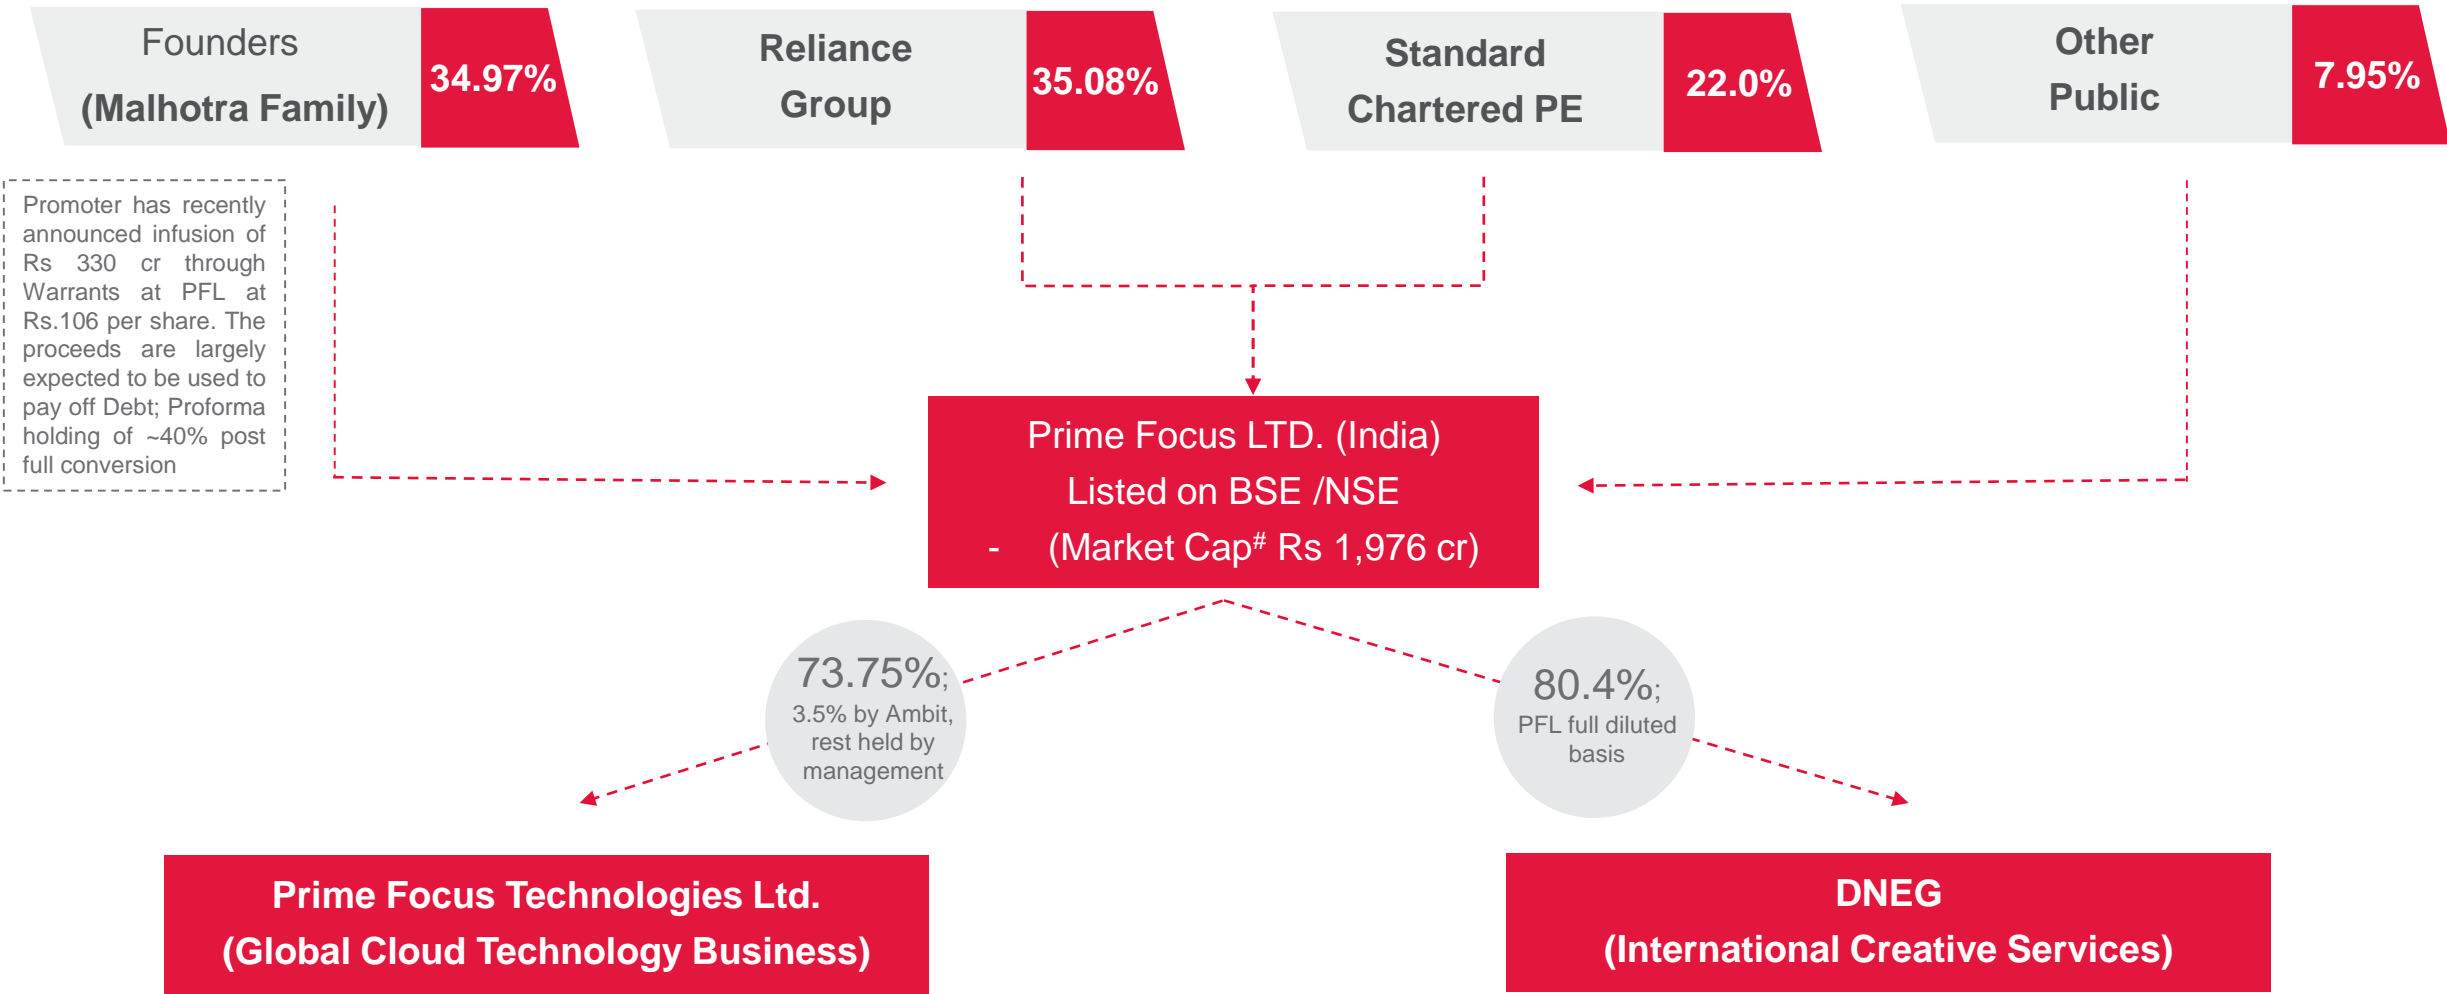 Founders
(Malhotra Family)
34.97%
Reliance
Group
35.08%
Standard
Chartered PE
22.0%
Other
Public
7.95%
Promoter has recently
announced infusion of
Rs 330 cr through
Warrants at PFL at
Rs.106 per share. The
proceeds are largely
expected to be used to
pay off Debt; Proforma
holding of ~40% post
full conversion
Prime Focus LTD. (India)
Listed on BSE /NSE
- (Market Cap# Rs 1,976 cr)
73.75%;
3.5% by Ambit,
rest held by
management
80.4%;
PFL full diluted
basis
Prime Focus Technologies Ltd.
(Global Cloud Technology Business)
DNEG
(International Creative Services)